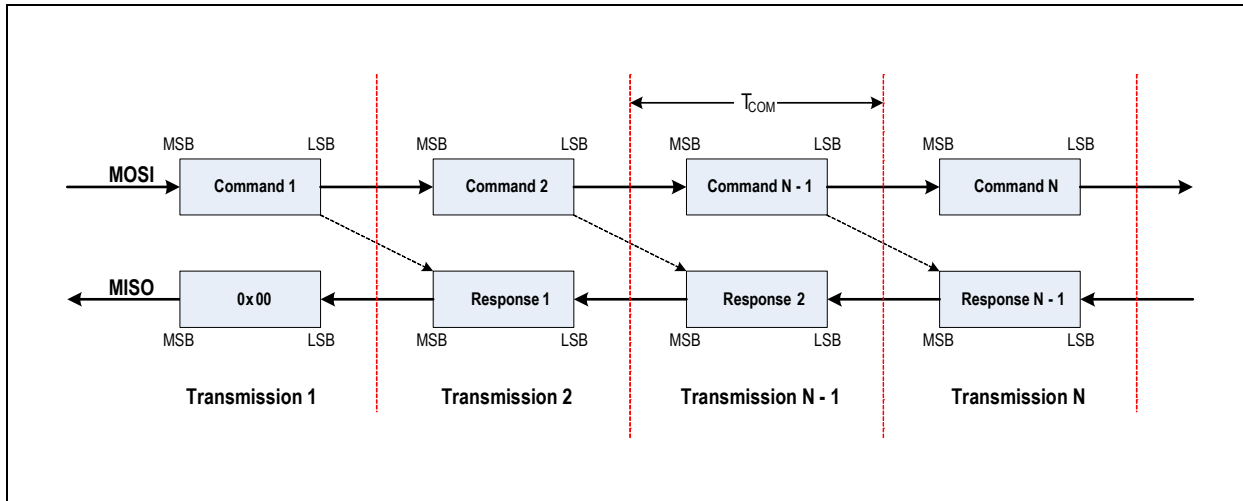 T_COM
MSB LSB MSB LSB MSB LSB MSB LSB
MOSI Command 1 Command 2 Command N - 1 Command N
MISO 0x00 Response 1 Response 2 Response N - 1
MSB LSB MSB LSB MSB LSB MSB LSB
Transmission 1 Transmission 2 Transmission N - 1 Transmission N